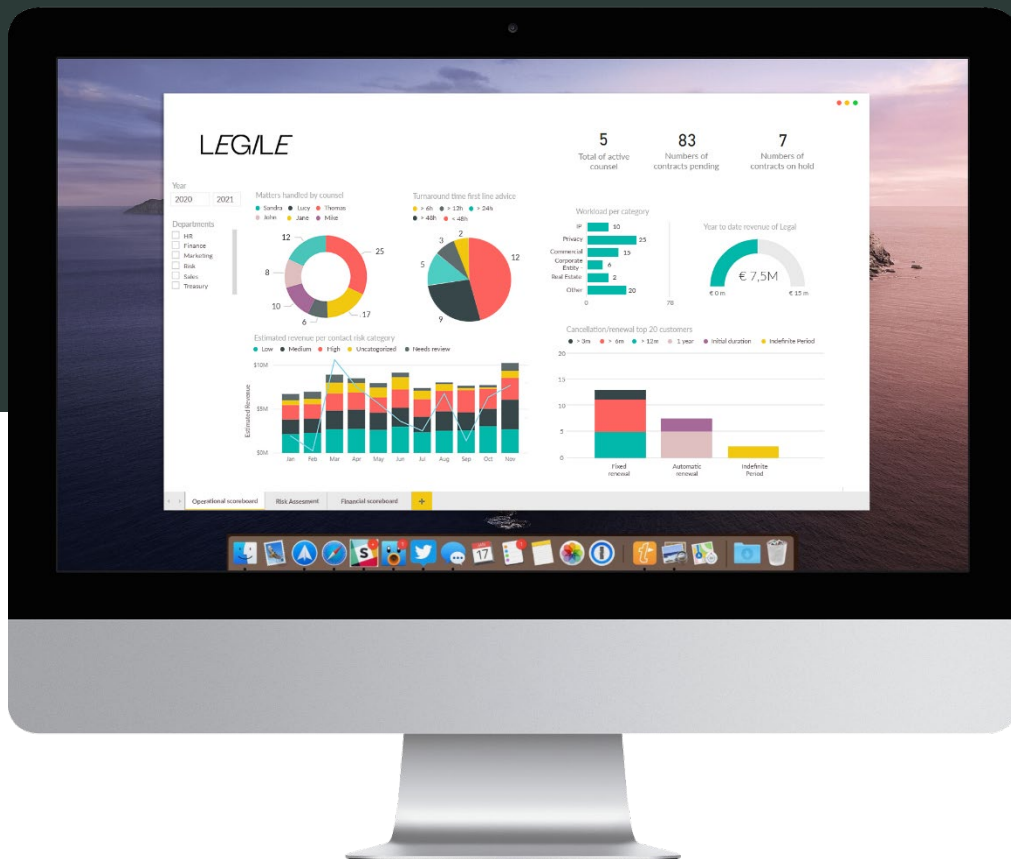 LEGILE
5
Total of active
counsel
83
Numbers of
contracts pending
7
Numbers of
contracts on hold
Year
2020 2021
Departments
HR
Finance
Marketing
Risk
Sales
Treasury
Matters handled by counsel
Sandra Lucy Thomas
John Jane Mike
12
25
8
10
6
17
Turnaround time first line advice
> 6h > 12h > 24h
> 48h < 48h
3
2
5
12
9
Workload per category
IP 10
Privacy 25
Commercial 15
Corporate
Entity 6
Real Estate 2
Other 20
0 78
Year to date revenue of Legal
€ 7,5M
€ 0 m € 15 m
Estimated revenue per contact risk category
Low Medium High Uncategorized Needs review
Estimated Revenue
$10M
$5M
$0M
Jan Feb Mar Apr May Jun Jul Aug Sep Oct Nov
Cancellation/renewal top 20 customers
> 3m > 6m > 12m 1 year Initial duration Indefinite Period
20
15
10
5
0
Fixed
renewal
Automatic
renewal
Indefinite
Period
Operational scoreboard Risk Assesment Financial scoreboard +
17